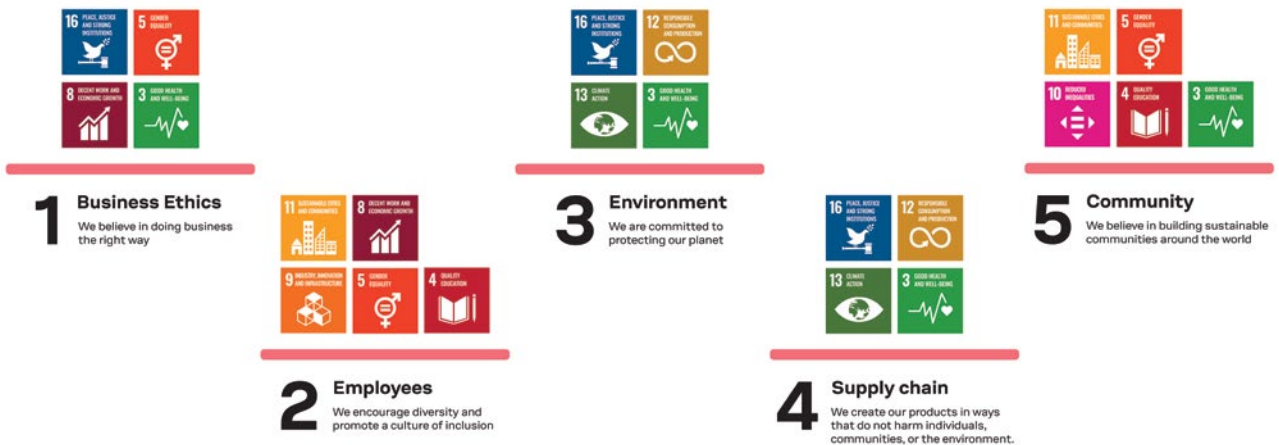 16 PEACE, JUSTICE
AND STRONG
INSTITUTIONS
5 GENDER
EQUALITY
8 DECENT WORK AND
ECONOMIC GROWTH
3 GOOD HEALTH
AND WELL-BEING
1 Business Ethics
We believe in doing business
the right way
11 SUSTAINABLE CITIES
AND COMMUNITIES
8 DECENT WORK AND
ECONOMIC GROWTH
9 INDUSTRY, INNOVATION
AND INFRASTRUCTURE
5 GENDER
EQUALITY
4 QUALITY
EDUCATION
2 Employees
We encourage diversity and
promote a culture of inclusion
16 PEACE, JUSTICE
AND STRONG
INSTITUTIONS
12 RESPONSIBLE
CONSUMPTION
AND PRODUCTION
13 CLIMATE
ACTION
3 GOOD HEALTH
AND WELL-BEING
3 Environment
We are committed to
protecting our planet
16 PEACE, JUSTICE
AND STRONG
INSTITUTIONS
12 RESPONSIBLE
CONSUMPTION
AND PRODUCTION
13 CLIMATE
ACTION
3 GOOD HEALTH
AND WELL-BEING
4 Supply chain
We create our products in ways
that do not harm individuals,
communities, or the environment.
11 SUSTAINABLE CITIES
AND COMMUNITIES
5 GENDER
EQUALITY
10 REDUCED
INEQUALITIES
4 QUALITY
EDUCATION
3 GOOD HEALTH
AND WELL-BEING
5 Community
We believe in building sustainable
communities around the world